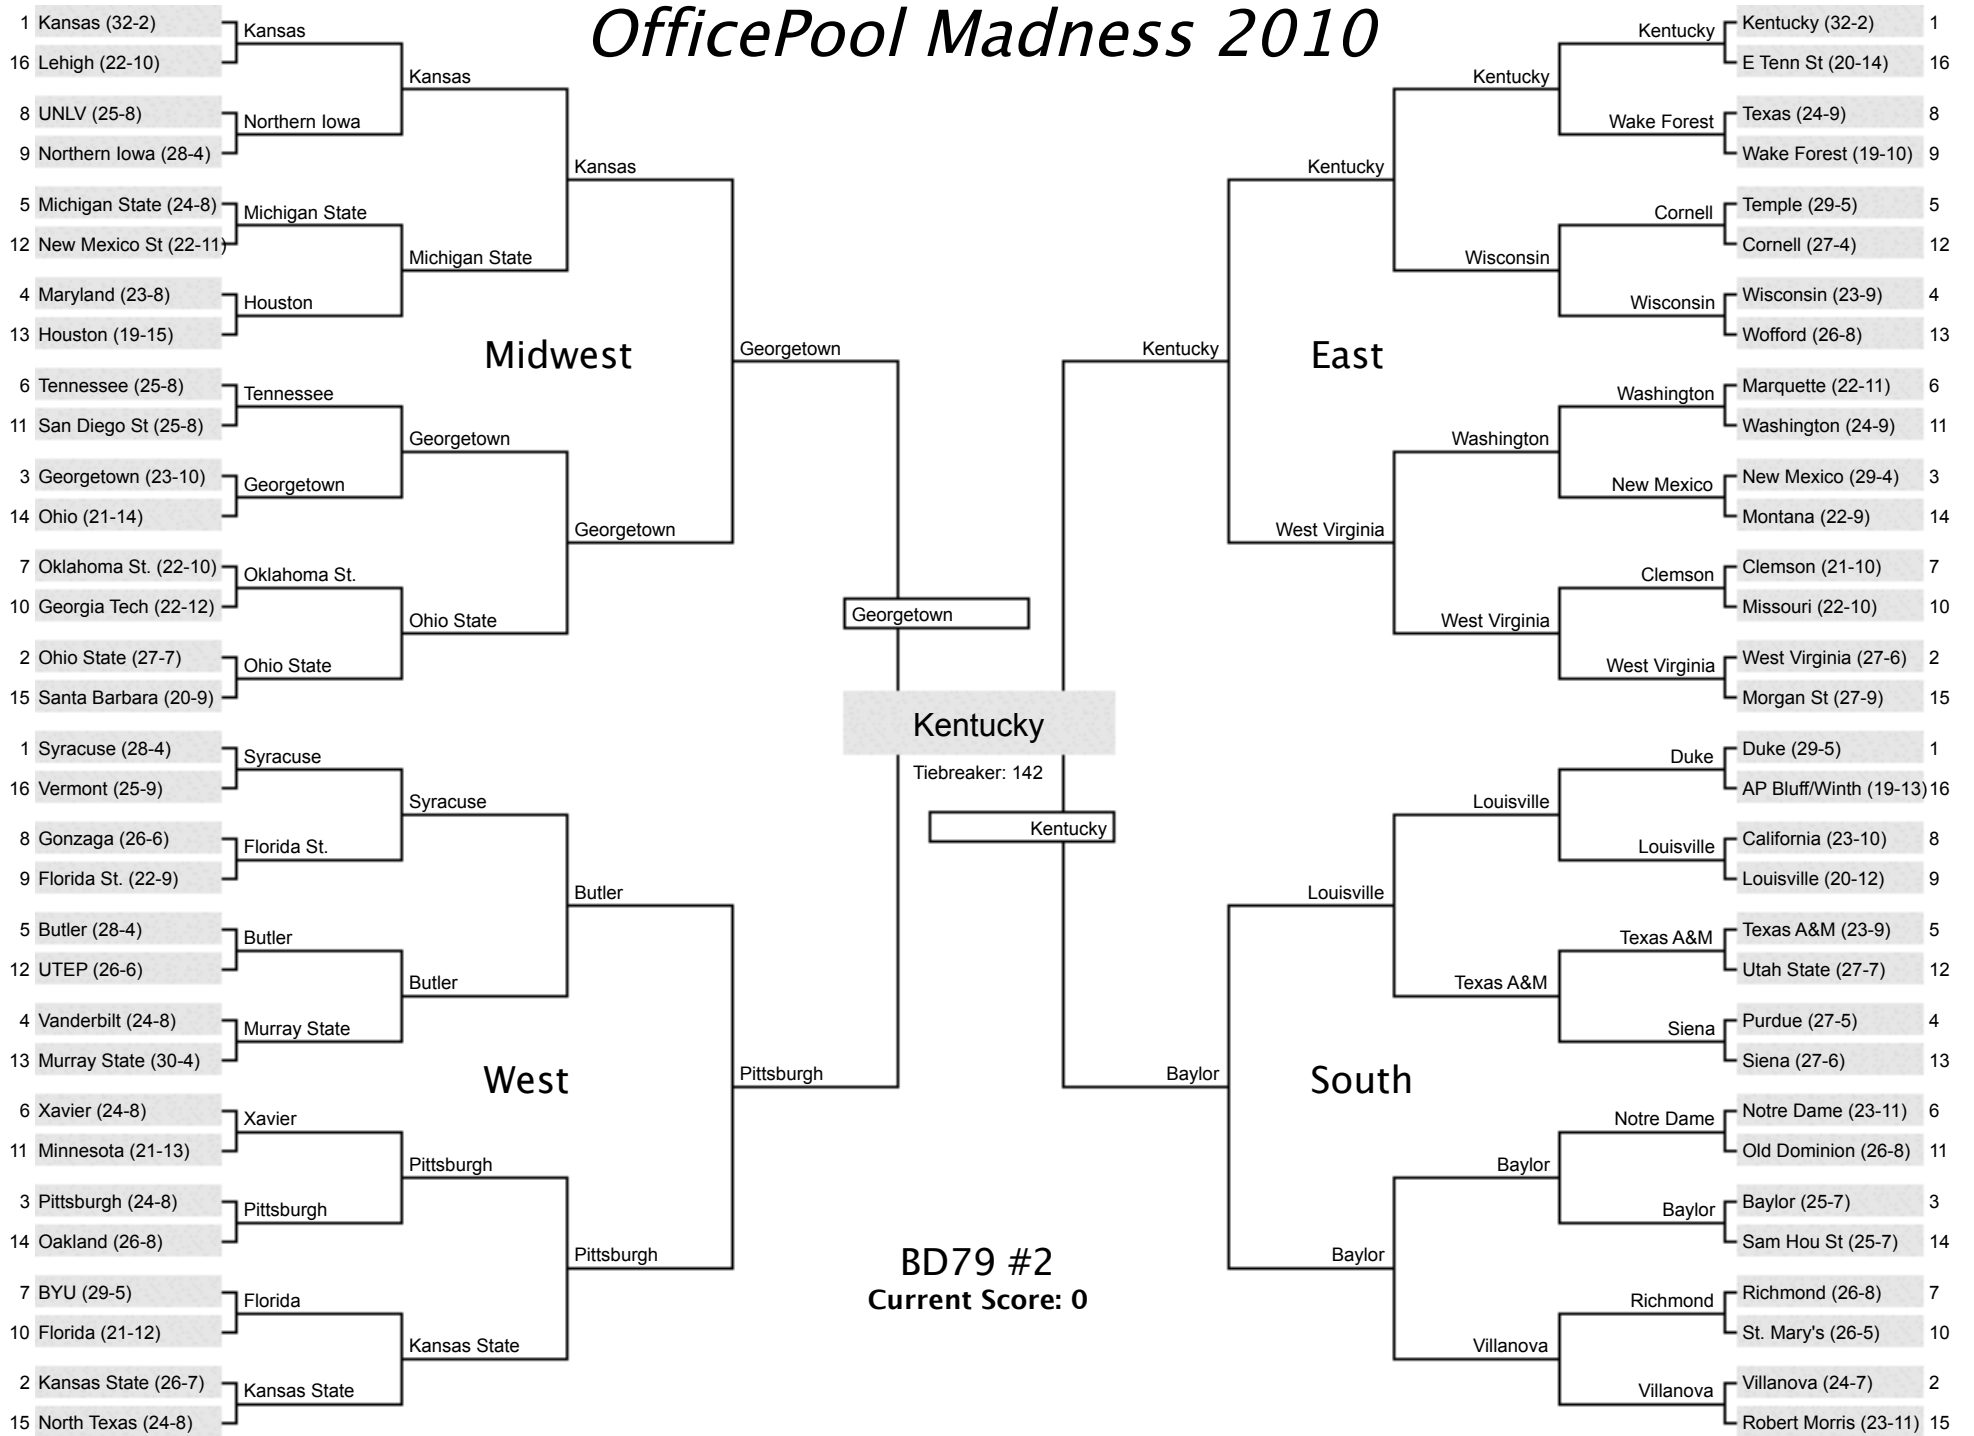 OfficePool Madness 2010
1 Kansas (32-2)
16 Lehigh (22-10)
8 UNLV (25-8)
9 Northern Iowa (28-4)
5 Michigan State (24-8)
12 New Mexico St (22-11)
4 Maryland (23-8)
13 Houston (19-15)
6 Tennessee (25-8)
11 San Diego St (25-8)
3 Georgetown (23-10)
14 Ohio (21-14)
7 Oklahoma St. (22-10)
10 Georgia Tech (22-12)
2 Ohio State (27-7)
15 Santa Barbara (20-9)
Kansas
Northern Iowa
Michigan State
Houston
Tennessee
Georgetown
Oklahoma St.
Ohio State
Kansas
Michigan State
Georgetown
Ohio State
Kansas
Georgetown
Midwest
Georgetown
1 Syracuse (28-4)
16 Vermont (25-9)
8 Gonzaga (26-6)
9 Florida St. (22-9)
5 Butler (28-4)
12 UTEP (26-6)
4 Vanderbilt (24-8)
13 Murray State (30-4)
6 Xavier (24-8)
11 Minnesota (21-13)
3 Pittsburgh (24-8)
14 Oakland (26-8)
7 BYU (29-5)
10 Florida (21-12)
2 Kansas State (26-7)
15 North Texas (24-8)
Syracuse
Florida St.
Butler
Murray State
Xavier
Pittsburgh
Florida
Kansas State
Syracuse
Butler
Pittsburgh
Kansas State
Butler
Pittsburgh
West
Pittsburgh
Georgetown
Kentucky
Tiebreaker: 142
Kentucky
BD79 #2
Current Score: 0
Kentucky
East
Kentucky
West Virginia
Kentucky
Wisconsin
Washington
West Virginia
Kentucky
Wake Forest
Cornell
Wisconsin
Washington
New Mexico
Clemson
West Virginia
Kentucky (32-2) 1
E Tenn St (20-14) 16
Texas (24-9) 8
Wake Forest (19-10) 9
Temple (29-5) 5
Cornell (27-4) 12
Wisconsin (23-9) 4
Wofford (26-8) 13
Marquette (22-11) 6
Washington (24-9) 11
New Mexico (29-4) 3
Montana (22-9) 14
Clemson (21-10) 7
Missouri (22-10) 10
West Virginia (27-6) 2
Morgan St (27-9) 15
Baylor
South
Louisville
Baylor
Louisville
Texas A&M
Baylor
Villanova
Duke
Louisville
Texas A&M
Siena
Notre Dame
Baylor
Richmond
Villanova
Duke (29-5) 1
AP Bluff/Winth (19-13) 16
California (23-10) 8
Louisville (20-12) 9
Texas A&M (23-9) 5
Utah State (27-7) 12
Purdue (27-5) 4
Siena (27-6) 13
Notre Dame (23-11) 6
Old Dominion (26-8) 11
Baylor (25-7) 3
Sam Hou St (25-7) 14
Richmond (26-8) 7
St. Mary's (26-5) 10
Villanova (24-7) 2
Robert Morris (23-11) 15